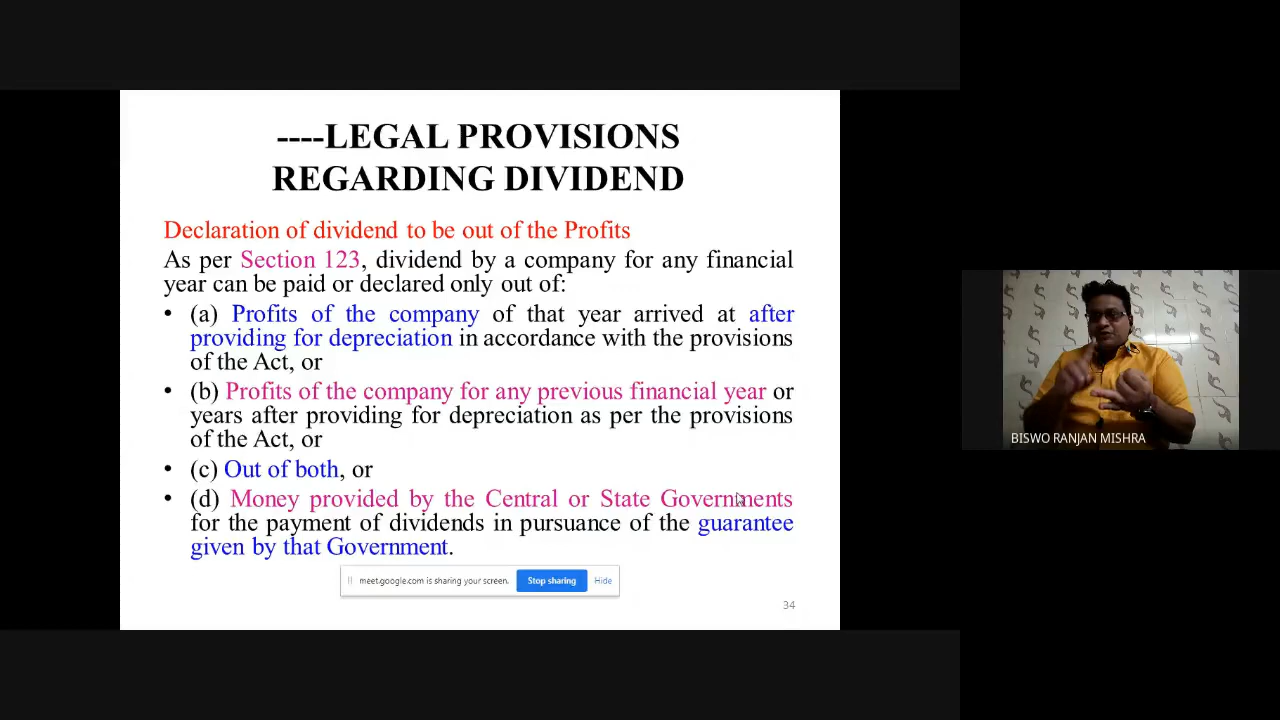 ----LEGAL PROVISIONS
REGARDING DIVIDEND
Declaration of dividend to be out of the Profits
As per Section 123, dividend by a company for any financial
year can be paid or declared only out of:
• (a) Profits of the company of that year arrived at after
providing for depreciation in accordance with the provisions
of the Act, or
• (b) Profits of the company for any previous financial year or
years after providing for depreciation as per the provisions
of the Act, or
• (c) Out of both, or
• (d) Money provided by the Central or State Governments
for the payment of dividends in pursuance of the guarantee
given by that Government.
meet.google.com is sharing your screen. Stop sharing Hide
34
BISWO RANJAN MISHRA